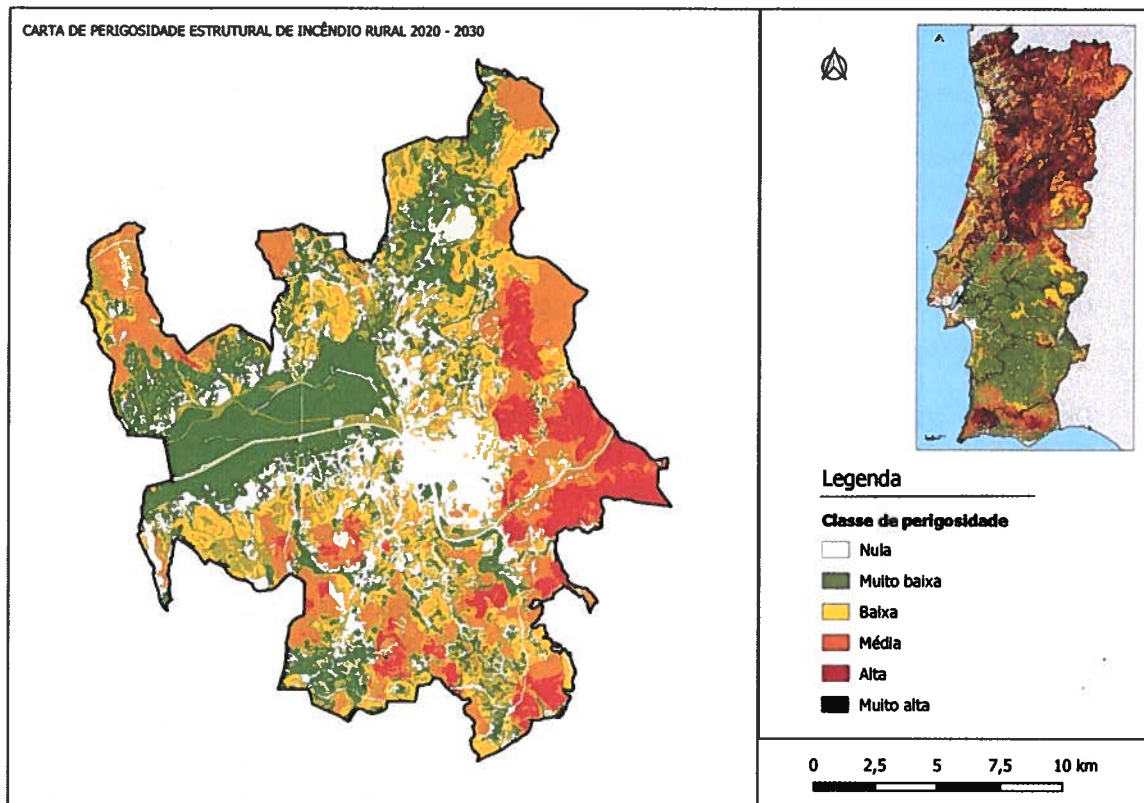 CARTA DE PERIGOSIDADE ESTRUTURAL DE INCÊNDIO RURAL 2020 - 2030
Legenda
Classe de perigosidade
Nula
Muito baixa
Baixa
Média
Alta
Muito alta
0 2,5 5 7,5 10 km